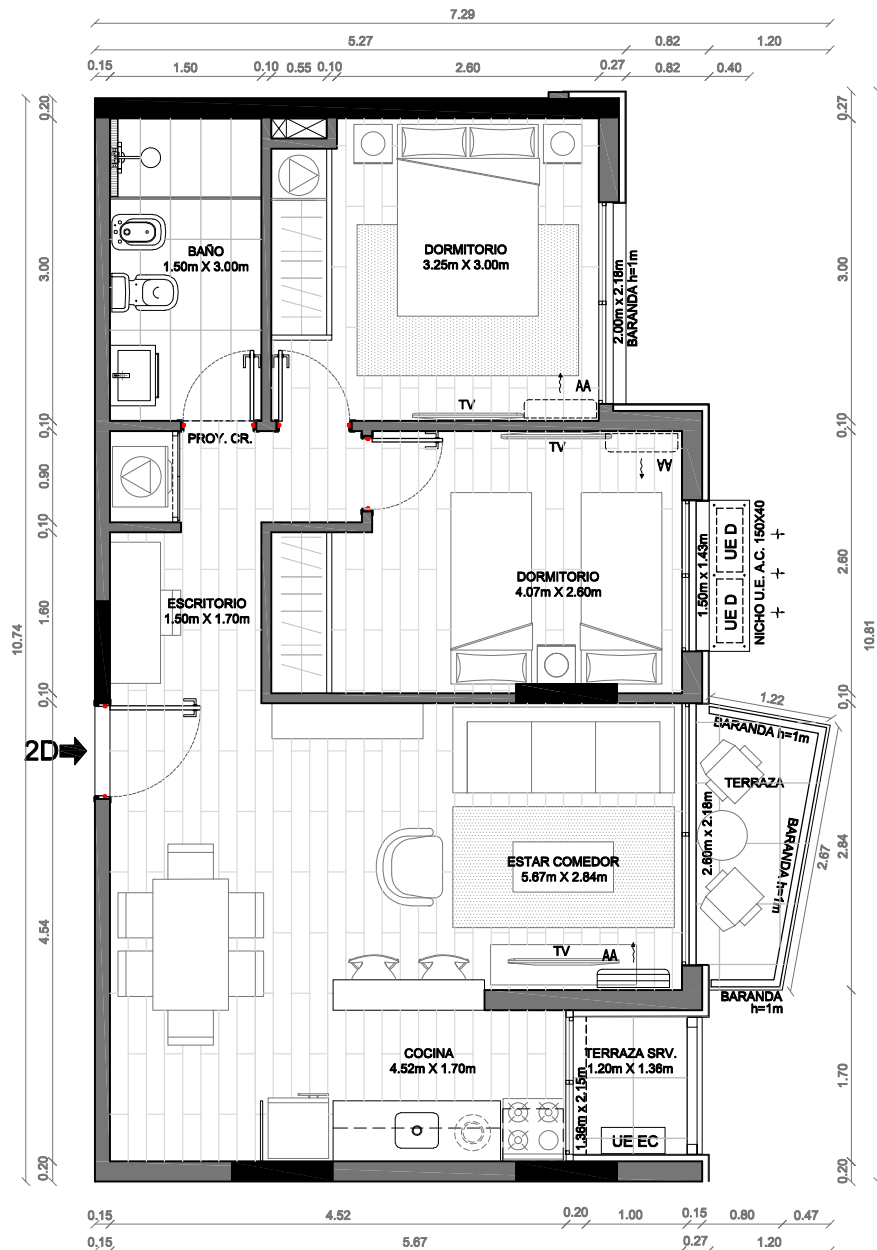 7.29
5.27
0.82
1.20
0.15
1.50
0.10
0.55
0.10
2.60
0.27
0.82
0.40
0.20
3.00
0.10
0.90
0.10
1.60
0.10
4.54
0.20
10.74
0.27
3.00
0.10
2.60
0.10
2.84
1.70
0.20
10.81
BAÑO
1.50m X 3.00m
DORMITORIO
3.25m X 3.00m
2.00m x 2.18m
BARANDA h=1m
AA
TV
PROY. CR.
TV
AA
DORMITORIO
4.07m X 2.60m
1.50m x 1.43m
UE D
UE D
NICHO U.E. A.C. 150X40
ESCRITORIO
1.50m X 1.70m
2D
1.22
BARANDA h=1m
TERRAZA
2.60m x 2.18m
BARANDA h=1m
2.67
ESTAR COMEDOR
5.67m X 2.84m
TV
AA
BARANDA
h=1m
COCINA
4.52m X 1.70m
TERRAZA SRV.
1.20m X 1.36m
1.36m x 2.15m
UE EC
0.15
4.52
0.20
1.00
0.15
0.80
0.47
0.15
5.67
0.27
1.20